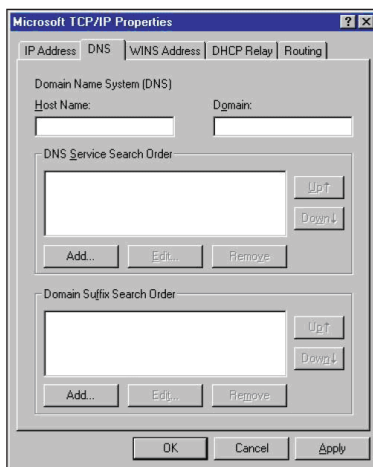 Microsoft TCP/IP Properties
IP Address DNS WINS Address DHCP Relay Routing
Domain Name System (DNS)
Host Name: Domain:
DNS Service Search Order
Up↑
Down↓
Add... Edit... Remove
Domain Suffix Search Order
Up↑
Down↓
Add... Edit... Remove
OK Cancel Apply